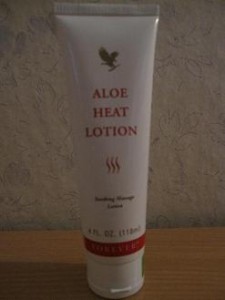 ALOE
HEAT
LOTION
Soothing Massage
Lotion
4 FL. OZ. (118ml)
FOREVER